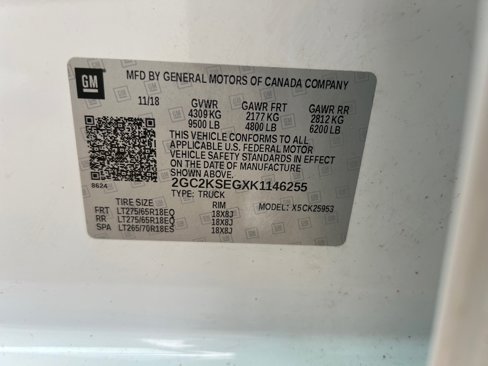 GM
MFD BY GENERAL MOTORS OF CANADA COMPANY
11/18 GVWR GAWR FRT GAWR RR
4309 KG 2177 KG 2812 KG
9500 LB 4800 LB 6200 LB
THIS VEHICLE CONFORMS TO ALL
APPLICABLE U.S. FEDERAL MOTOR
VEHICLE SAFETY STANDARDS IN EFFECT
ON THE DATE OF MANUFACTURE
SHOWN ABOVE.
8624 2GC2KSEGXK1146255
TYPE: TRUCK
TIRE SIZE RIM MODEL: X5CK25953
FRT LT275/65R18EQ 18X8J
RR LT275/65R18EQ 18X8J
SPA LT265/70R18ES 18X8J